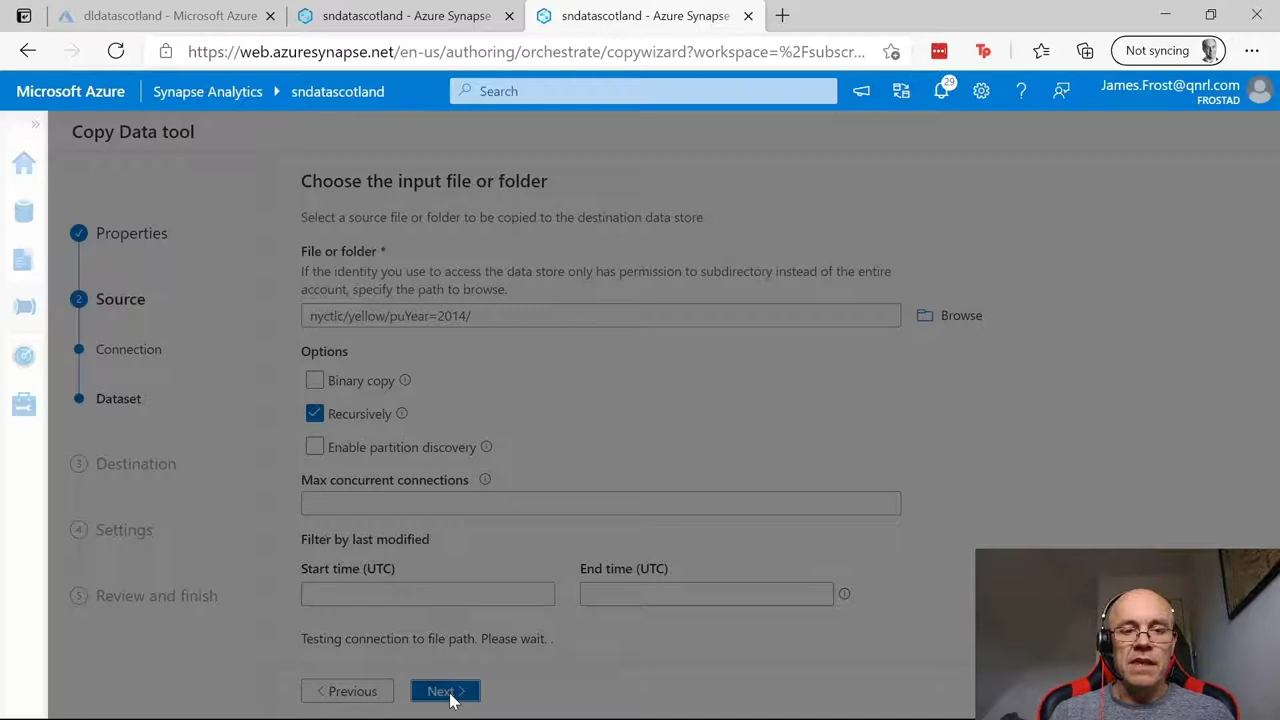 dldatascotland - Microsoft Azure
sndatascotland - Azure Synapse
sndatascotland - Azure Synapse
https://web.azuresynapse.net/en-us/authoring/orchestrate/copywizard?workspace=%2Fsubscr...
Not syncing
Microsoft Azure
Synapse Analytics
sndatascotland
Search
29
James.Frost@qnrl.com
FROSTAD
Copy Data tool
Properties
2 Source
Connection
Dataset
3 Destination
4 Settings
5 Review and finish
Choose the input file or folder
Select a source file or folder to be copied to the destination data store
File or folder *
If the identity you use to access the data store only has permission to subdirectory instead of the entire
account, specify the path to browse.
nyctlc/yellow/puYear=2014/
Browse
Options
Binary copy
Recursively
Enable partition discovery
Max concurrent connections
Filter by last modified
Start time (UTC)
End time (UTC)
Testing connection to file path. Please wait. .
Previous
Next